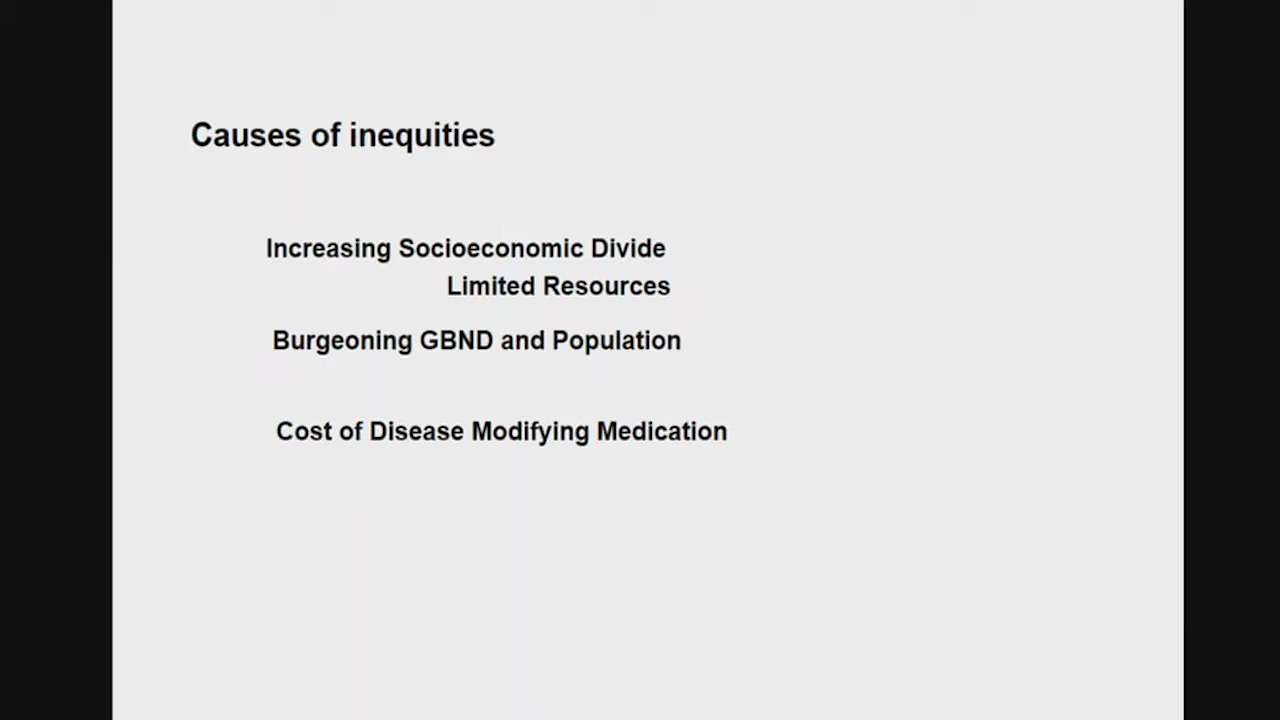 Causes of inequities
Increasing Socioeconomic Divide
Limited Resources
Burgeoning GBND and Population
Cost of Disease Modifying Medication